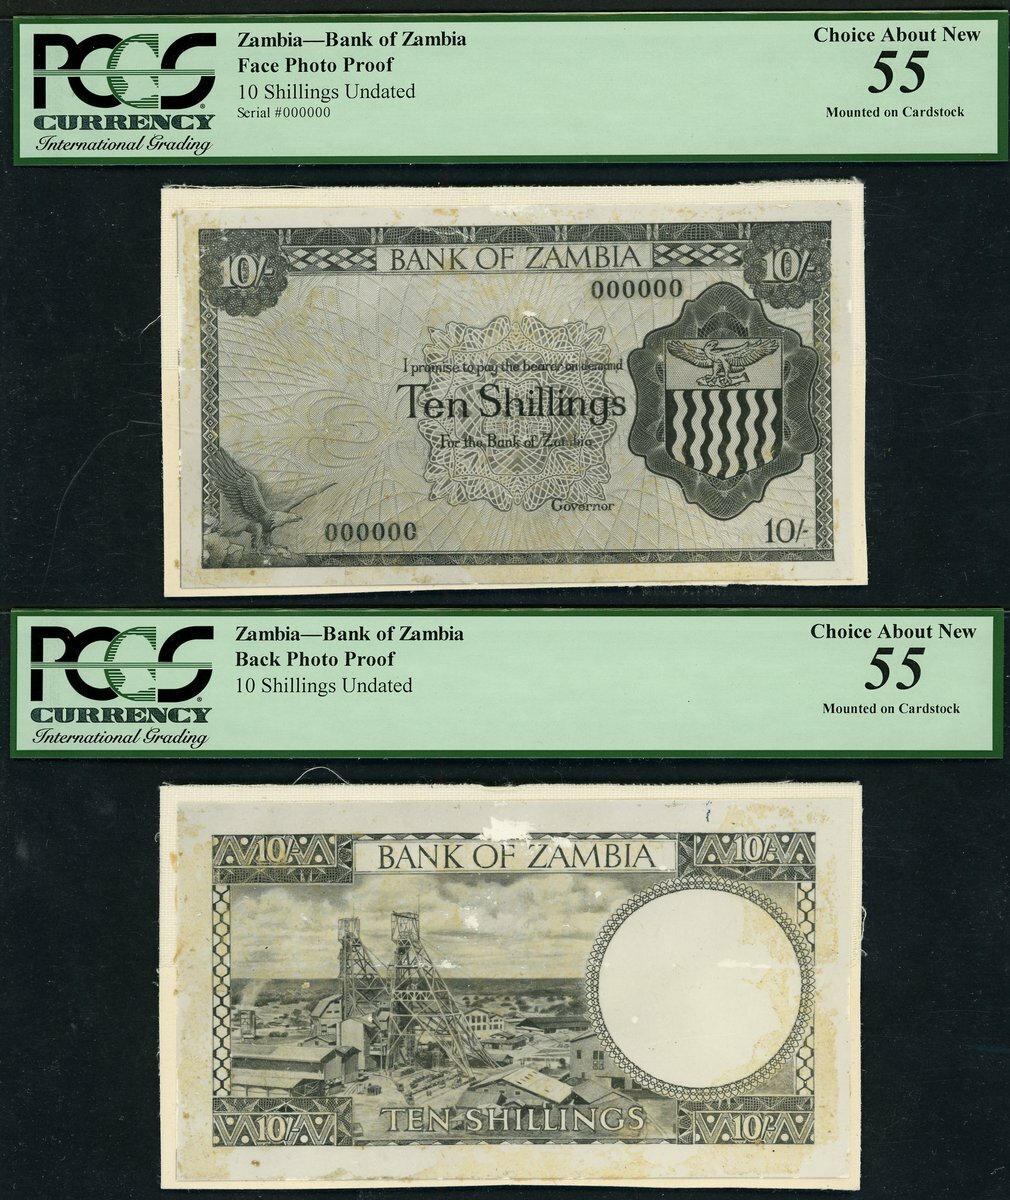 PCGS
CURRENCY
International Grading
Zambia—Bank of Zambia
Face Photo Proof
10 Shillings Undated
Serial #000000
Choice About New
55
Mounted on Cardstock
10/-
BANK OF ZAMBIA
10/-
000000
I promise to pay the bearer on demand
Ten Shillings
For the Bank of Zambia
Governor
000000
10/-
PCGS
CURRENCY
International Grading
Zambia—Bank of Zambia
Back Photo Proof
10 Shillings Undated
Choice About New
55
Mounted on Cardstock
10/-
BANK OF ZAMBIA
10/-
10/-
TEN SHILLINGS
10/-